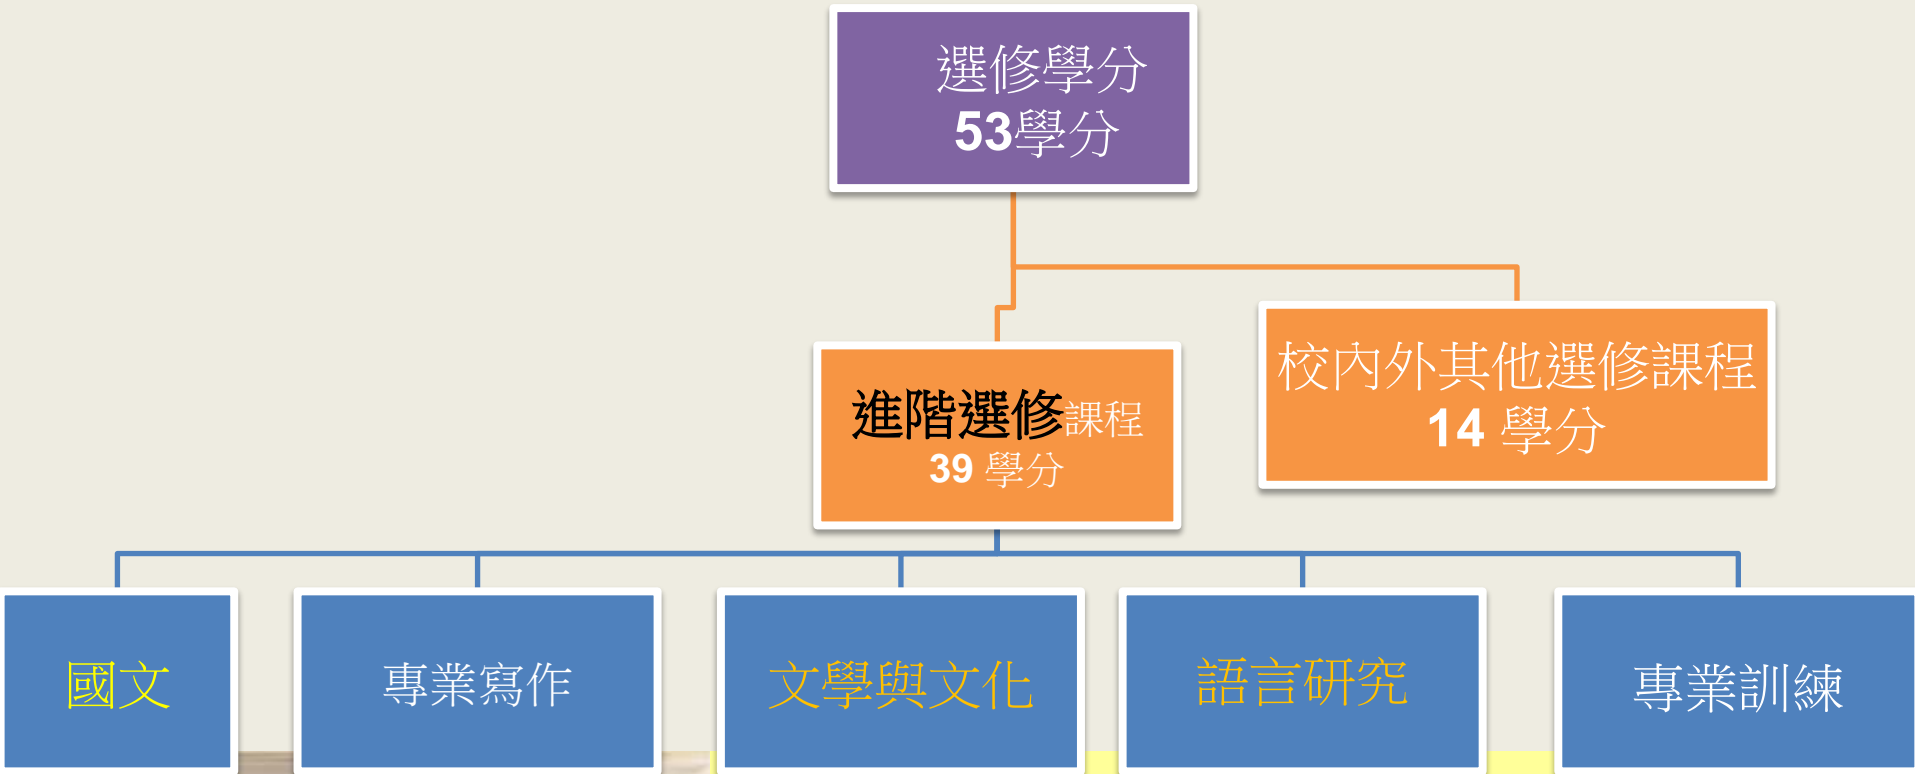 選修學分
53學分
校內外其他選修課程
14 學分
進階選修課程
39 學分
國文
專業寫作
文學與文化
語言研究
專業訓練